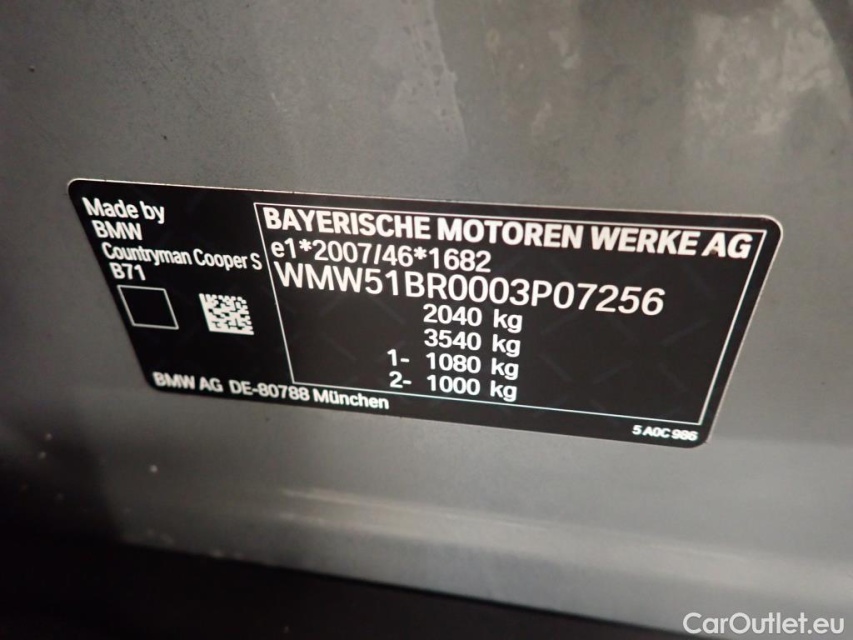 Made by
BMW
Countryman Cooper S
B71
BMW AG DE-80788 München
BAYERISCHE MOTOREN WERKE AG
e1*2007/46*1682
WMW51BR0003P07256
2040 kg
3540 kg
1- 1080 kg
2- 1000 kg
5 A0C 986
CarOutlet.eu